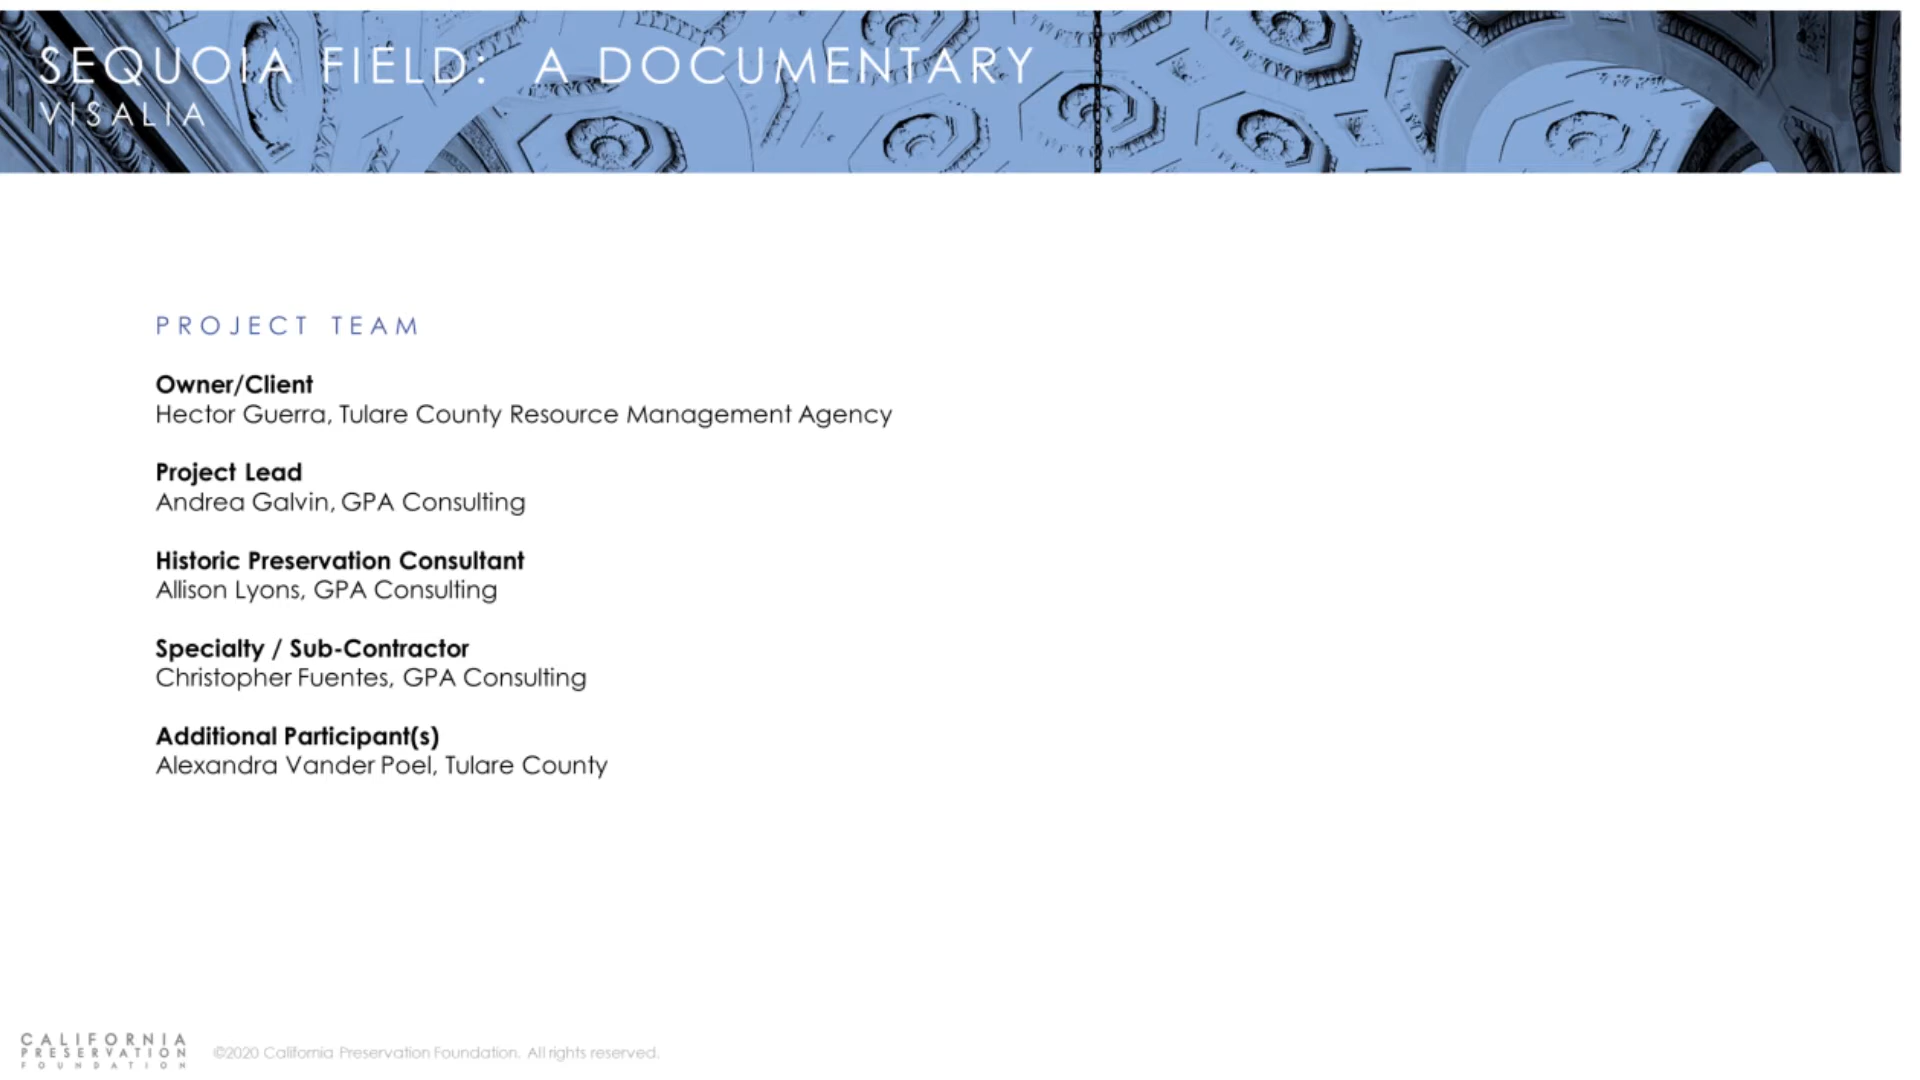 SEQUOIA FIELD: A DOCUMENTARY
VISALIA
PROJECT TEAM
Owner/Client
Hector Guerra, Tulare County Resource Management Agency
Project Lead
Andrea Galvin, GPA Consulting
Historic Preservation Consultant
Allison Lyons, GPA Consulting
Specialty / Sub-Contractor
Christopher Fuentes, GPA Consulting
Additional Participant(s)
Alexandra Vander Poel, Tulare County
CALIFORNIA
PRESERVATION
FOUNDATION
©2020 California Preservation Foundation. All rights reserved.